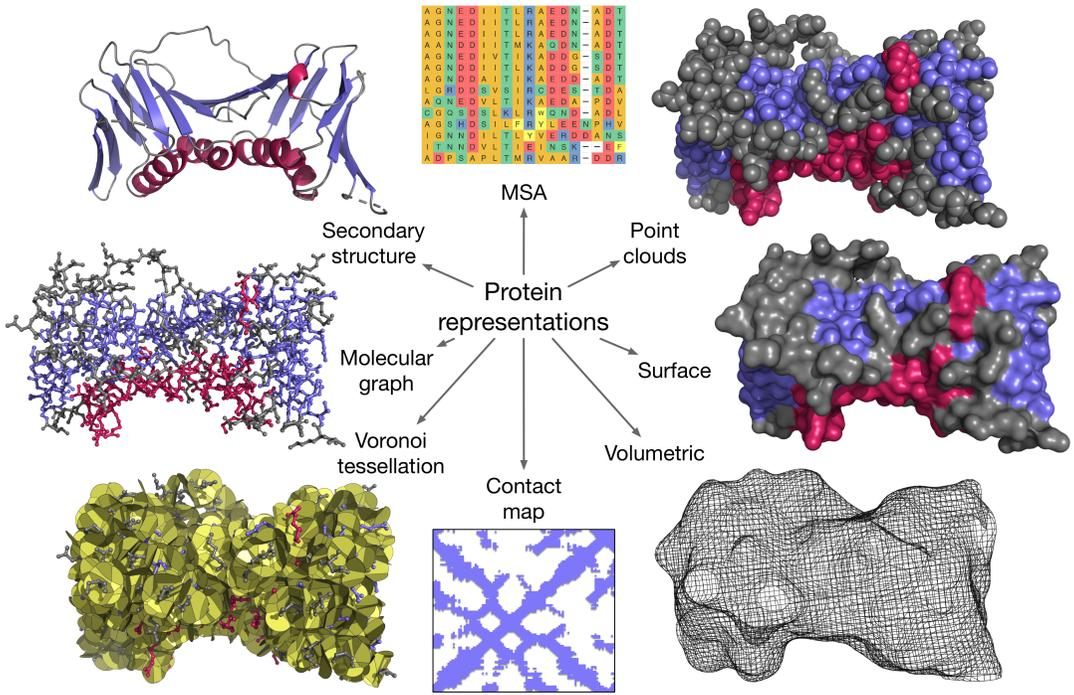 A G N E D I I T L R A E D N – A D T
A G N E D I I T L R A E D N – A D T
A G N E D I I T L R A E D N – A D T
A A N D D I I T M K A Q D N – A D T
A G N E D I V T I K A D D G – S D T
A G N E D A I T I K A D D G – S D T
A G N D D A I T I K A E D D – A D T
L G R D D S V S I R C D E S – T D A
A Q N E D V L T I K A E D A – P D V
C G Q S D S L K L R W Q N D – A D L
A G S H D S I L F R Y L E E N P H V
I G N N D I L T L Y V E R D D A N S
I T N N D V L T I E I N S K – – E F
A D P S A P L T M R V A A R – D D R
MSA
Secondary
structure
Point
clouds
Protein
representations
Molecular
graph
Surface
Voronoi
tessellation
Volumetric
Contact
map